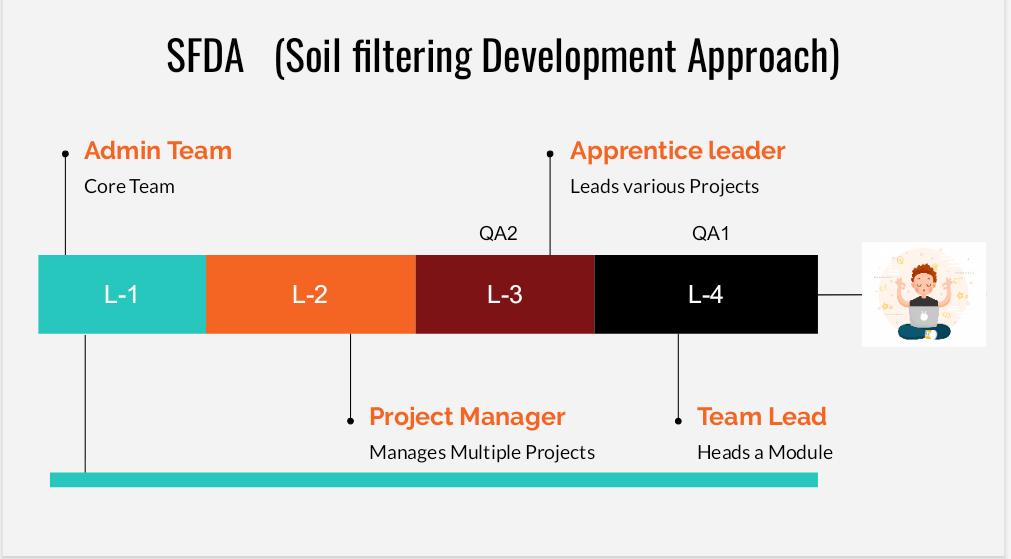 SFDA (Soil filtering Development Approach)
Admin Team
Core Team
Apprentice leader
Leads various Projects
QA2
QA1
L-1
L-2
L-3
L-4
Project Manager
Manages Multiple Projects
Team Lead
Heads a Module